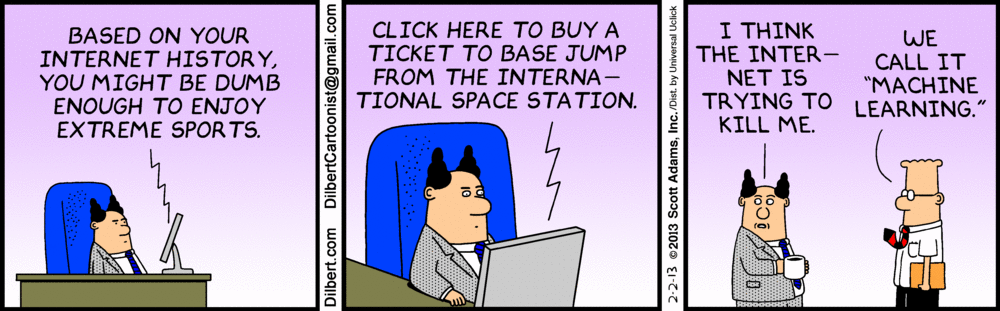 BASED ON YOUR
INTERNET HISTORY,
YOU MIGHT BE DUMB
ENOUGH TO ENJOY
EXTREME SPORTS.
Dilbert.com DilbertCartoonist@gmail.com
CLICK HERE TO BUY A
TICKET TO BASE JUMP
FROM THE INTERNA–
TIONAL SPACE STATION.
2-2-13 ©2013 Scott Adams, Inc./Dist. by Universal Uclick
I THINK
THE INTER–
NET IS
TRYING TO
KILL ME.
WE
CALL IT
“MACHINE
LEARNING.”